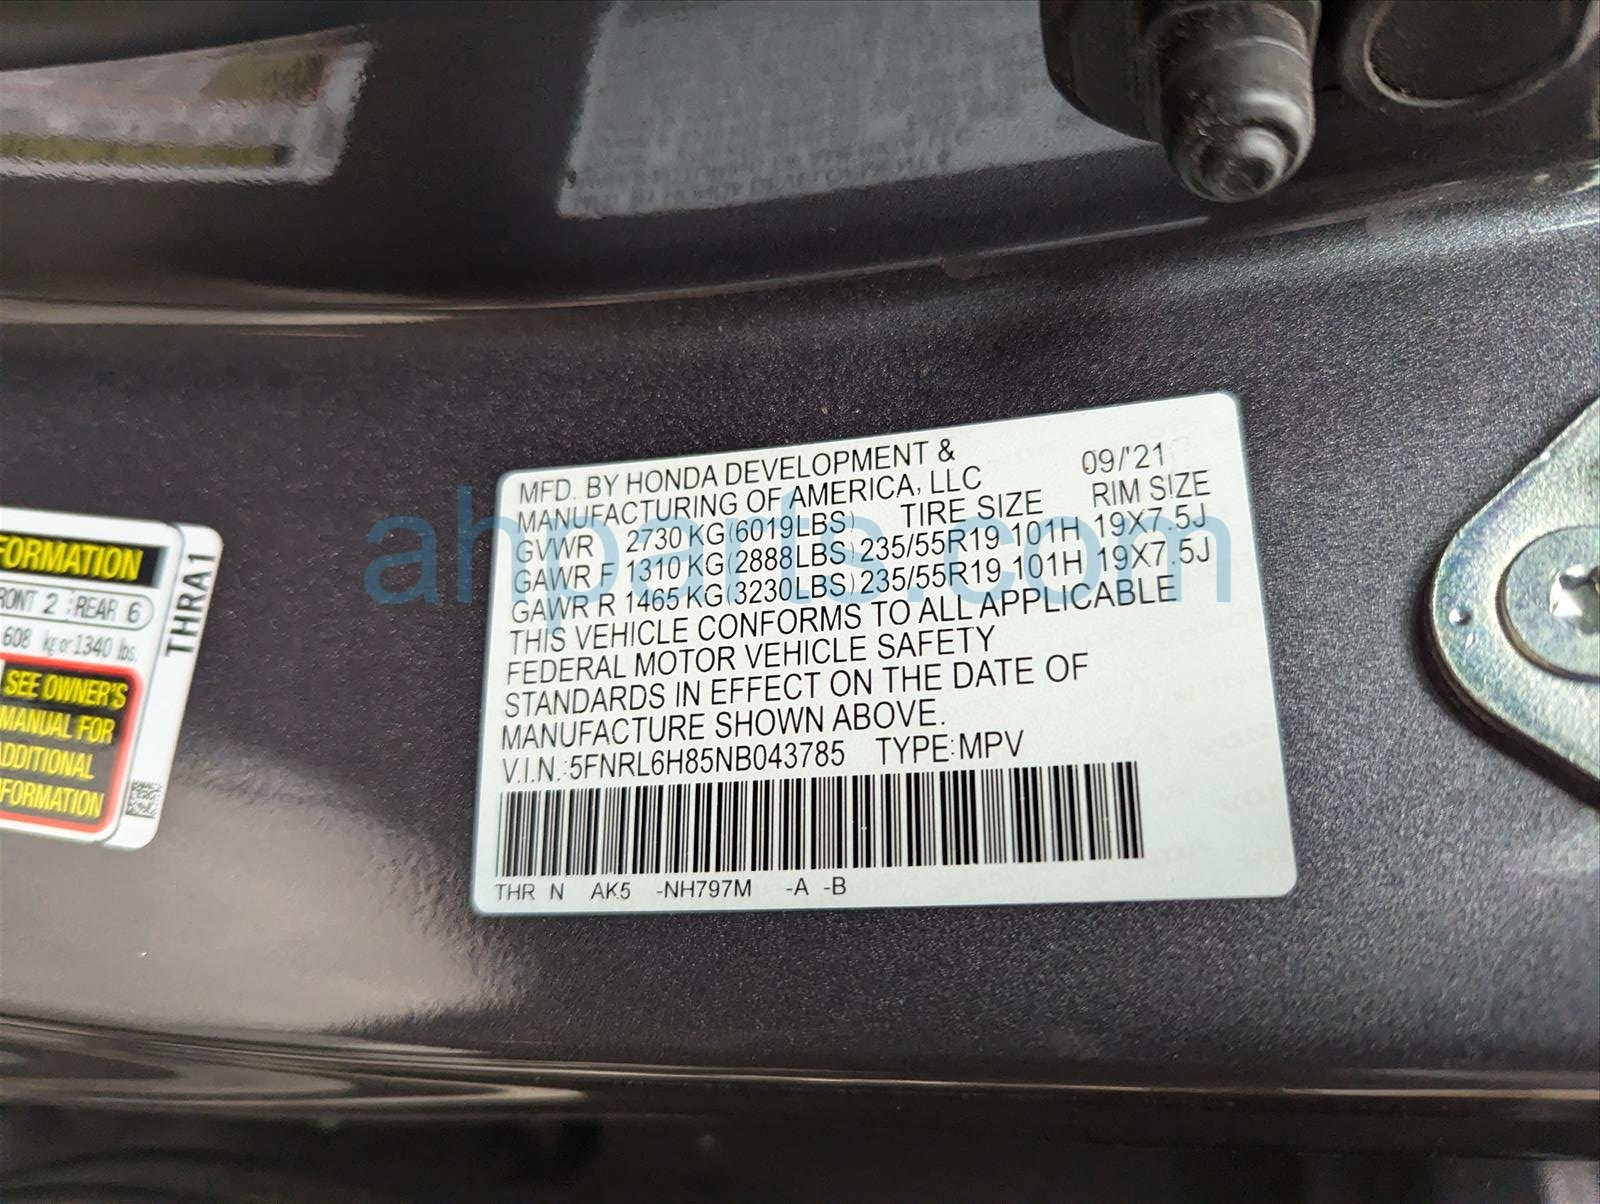 MFD. BY HONDA DEVELOPMENT & 09/'21
MANUFACTURING OF AMERICA, LLC
GVWR 2730 KG(6019LBS) TIRE SIZE RIM SIZE
GAWR F 1310 KG(2888LBS) 235/55R19 101H 19X7.5J
GAWR R 1465 KG(3230LBS) 235/55R19 101H 19X7.5J
THIS VEHICLE CONFORMS TO ALL APPLICABLE
FEDERAL MOTOR VEHICLE SAFETY
STANDARDS IN EFFECT ON THE DATE OF
MANUFACTURE SHOWN ABOVE.
V.I.N.:5FNRL6H85NB043785 TYPE:MPV
THR N AK5 -NH797M -A -B
FORMATION
RONT 2 REAR 6
608 kg or 1340 lbs.
SEE OWNER'S
MANUAL FOR
ADDITIONAL
FORMATION
THRA1
ahparts.com